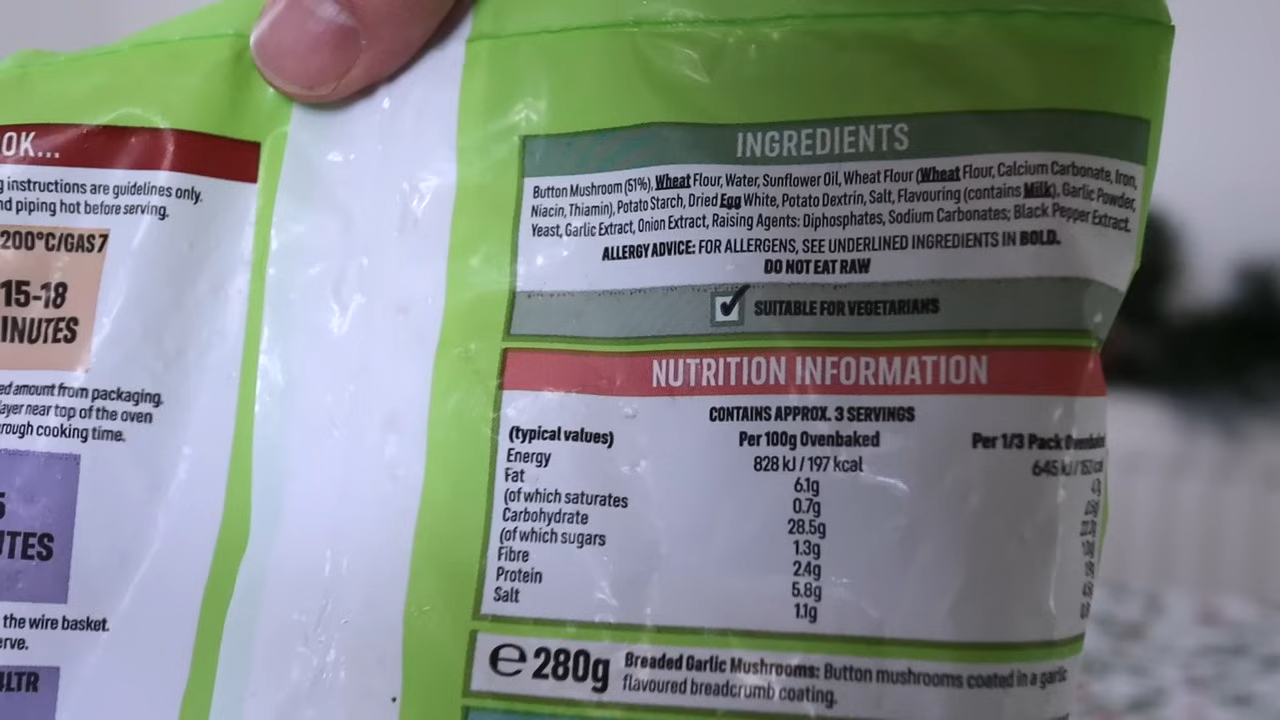 OK...
g instructions are guidelines only.
nd piping hot before serving.
200°C/GAS 7
15-18
INUTES
ed amount from packaging.
ayer near top of the oven
rough cooking time.
5
UTES
the wire basket.
erve.
4LTR
INGREDIENTS
Button Mushroom (51%), Wheat Flour, Water, Sunflower Oil, Wheat Flour (Wheat Flour, Calcium Carbonate, Iron,
Niacin, Thiamin), Potato Starch, Dried Egg White, Potato Dextrin, Salt, Flavouring (contains Milk), Garlic Powder,
Yeast, Garlic Extract, Onion Extract, Raising Agents: Diphosphates, Sodium Carbonates; Black Pepper Extract.
ALLERGY ADVICE: FOR ALLERGENS, SEE UNDERLINED INGREDIENTS IN BOLD.
DO NOT EAT RAW
SUITABLE FOR VEGETARIANS
NUTRITION INFORMATION
CONTAINS APPROX. 3 SERVINGS
(typical values) Per 100g Ovenbaked Per 1/3 Pack Ovenbaked
Energy 828 kJ / 197 kcal 645 kJ /
Fat 6.1g
(of which saturates 0.7g
Carbohydrate 28.5g
(of which sugars 1.3g
Fibre 2.4g
Protein 5.8g
Salt 1.1g
e 280g Breaded Garlic Mushrooms: Button mushrooms coated in a garlic
flavoured breadcrumb coating.